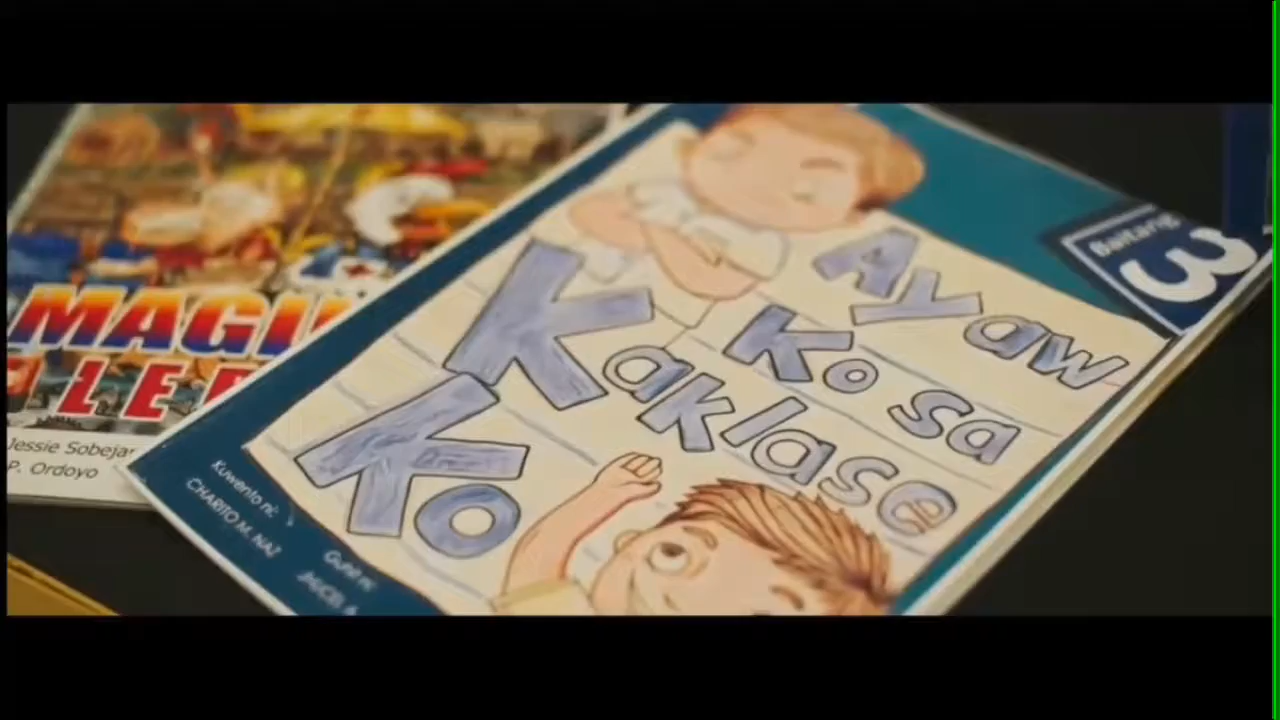 MAGI
Jessie Sobeja
P. Ordoyo
Baitang
3
Ayaw
Ko sa
Kaklase
Ko
Kuwento ni:
CHARITO M. NAZ
Guhit ni: